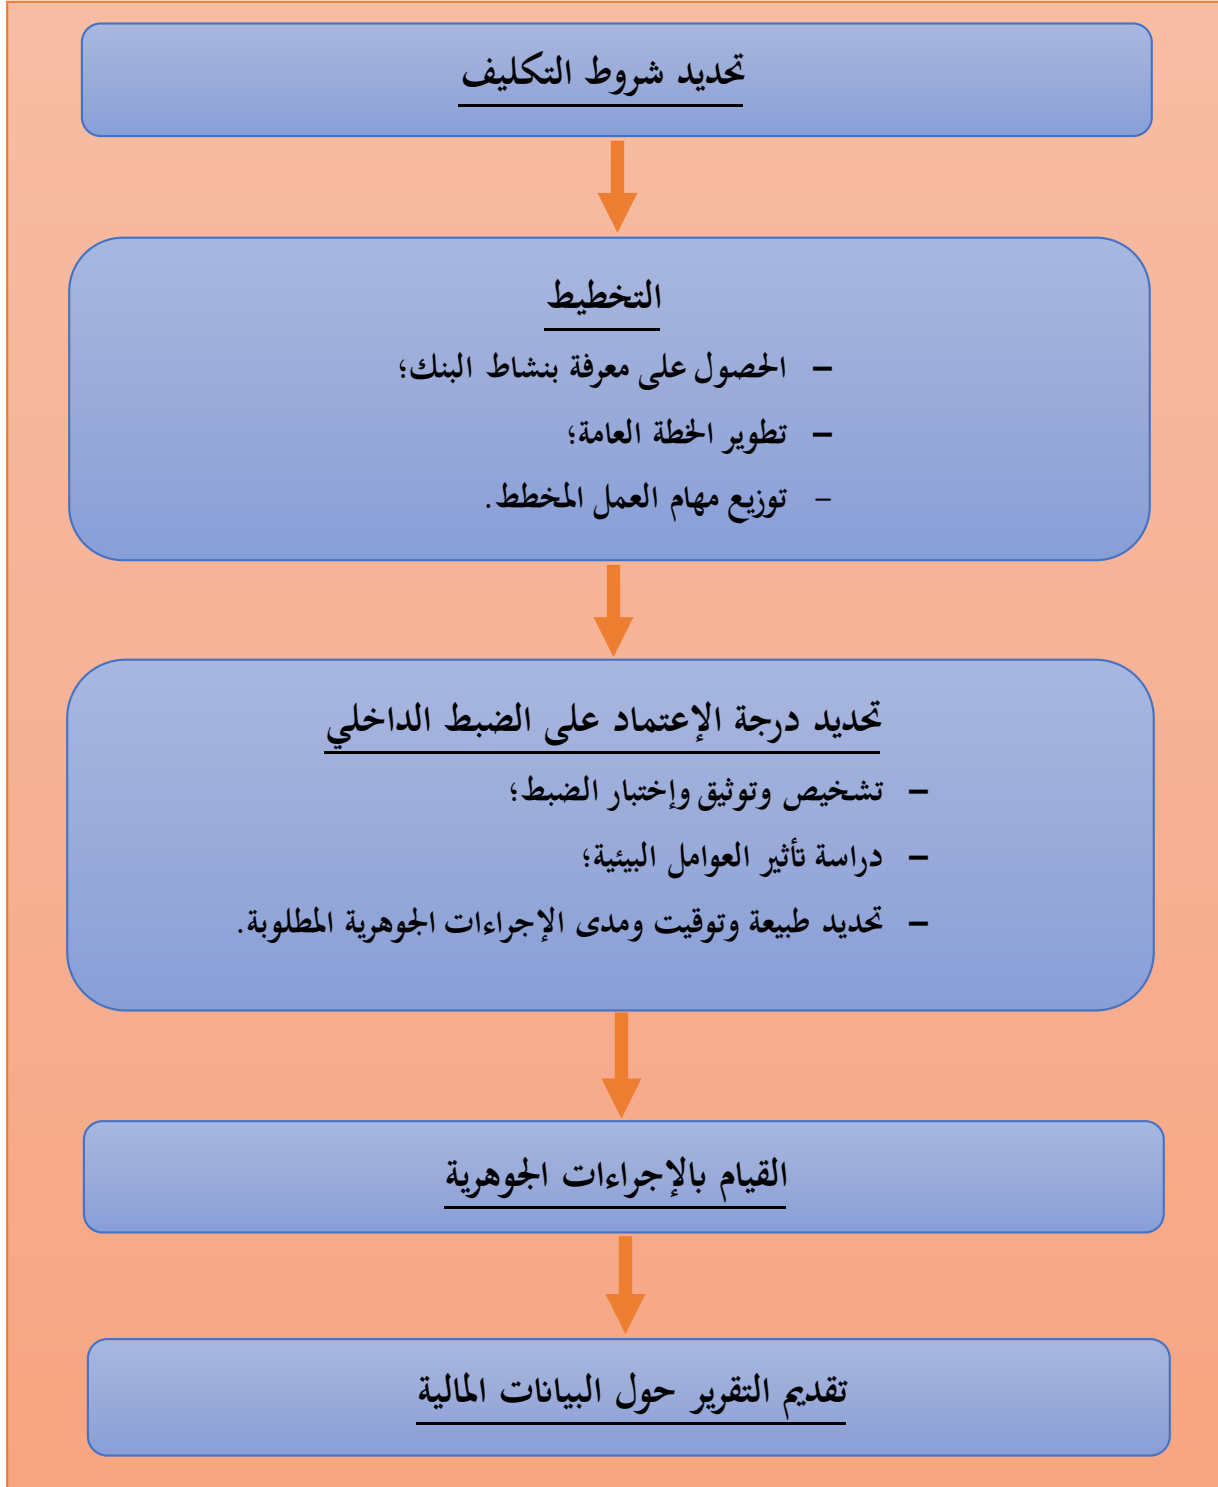 تحديد شروط التكليف
التخطيط
– الحصول على معرفة بنشاط البنك؛
– تطوير الخطة العامة؛
– توزيع مهام العمل المخطط.
تحديد درجة الإعتماد على الضبط الداخلي
– تشخيص وتوثيق وإختبار الضبط؛
– دراسة تأثير العوامل البيئية؛
– تحديد طبيعة وتوقيت ومدى الإجراءات الجوهرية المطلوبة.
القيام بالإجراءات الجوهرية
تقديم التقرير حول البيانات المالية